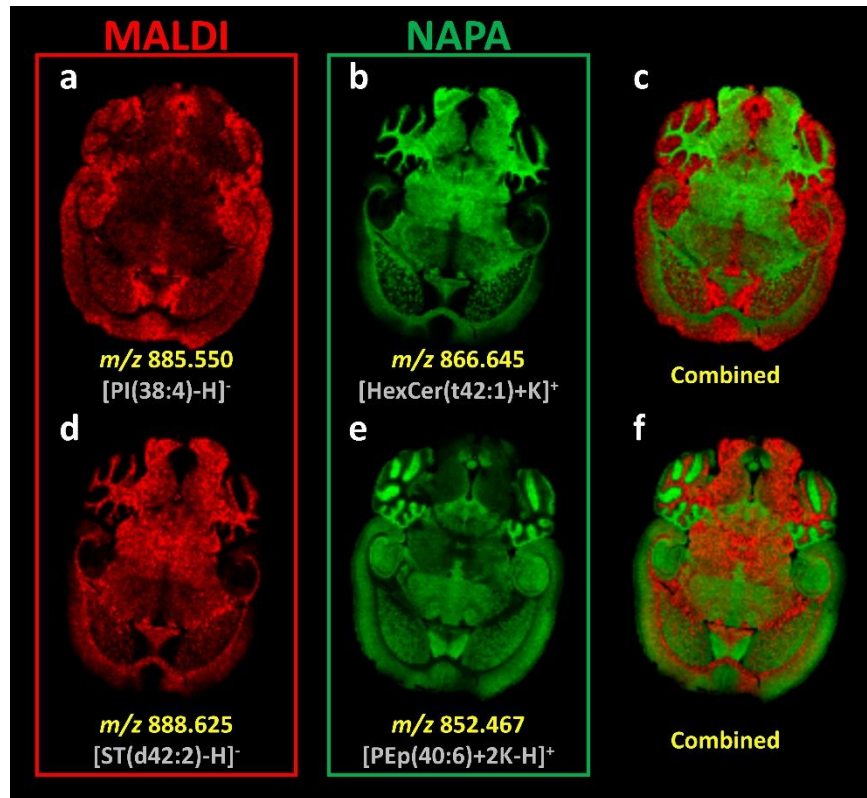 MALDI
NAPA
a
b
c
m/z 885.550
[PI(38:4)-H]⁻
m/z 866.645
[HexCer(t42:1)+K]⁺
Combined
d
e
f
m/z 888.625
[ST(d42:2)-H]⁻
m/z 852.467
[PEp(40:6)+2K-H]⁺
Combined